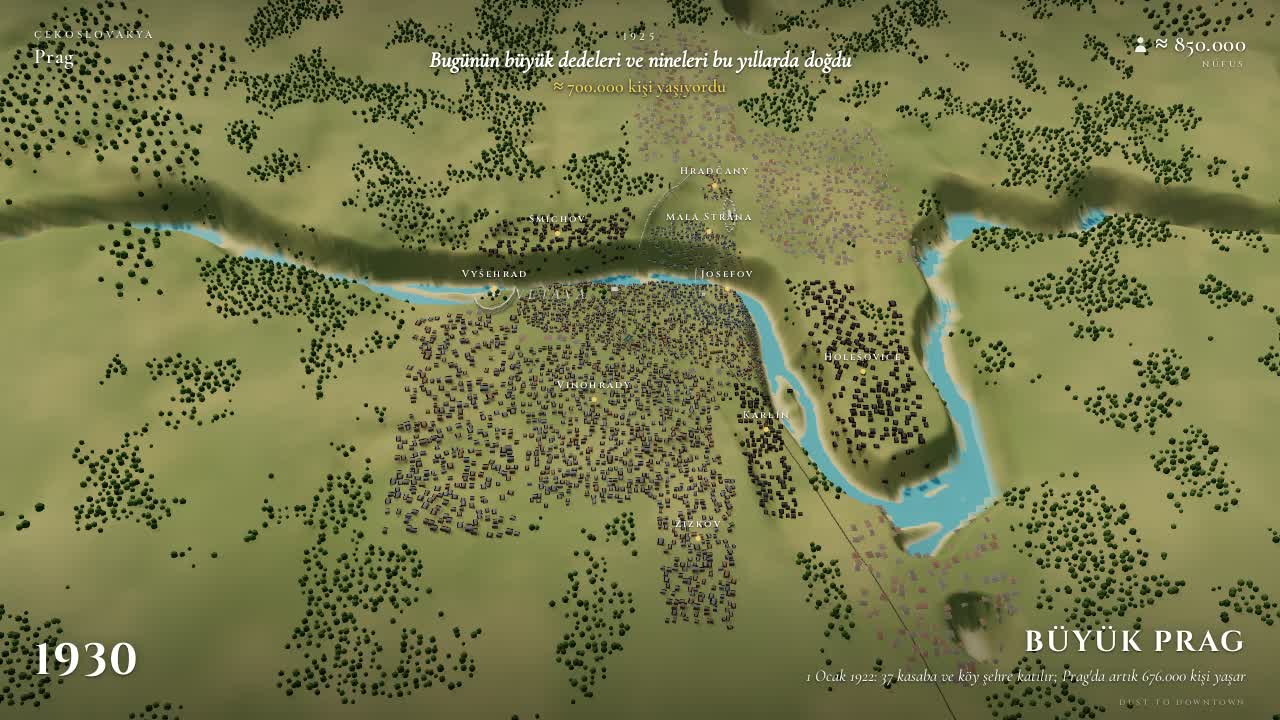 ÇEKOSLOVAKYA
Prag
1925
Bugünün büyük dedeleri ve nineleri bu yıllarda doğdu
≈ 700.000 kişi yaşıyordu
≈ 850.000
NÜFUS
HRADČANY
SMÍCHOV
MALÁ STRANA
VYŠEHRAD
JOSEFOV
VLTAVA
HOLEŠOVICE
VINOHRADY
KARLÍN
ŽIŽKOV
1930
BÜYÜK PRAG
1 Ocak 1922: 37 kasaba ve köy şehre katılır; Prag'da artık 676.000 kişi yaşar
DUST TO DOWNTOWN